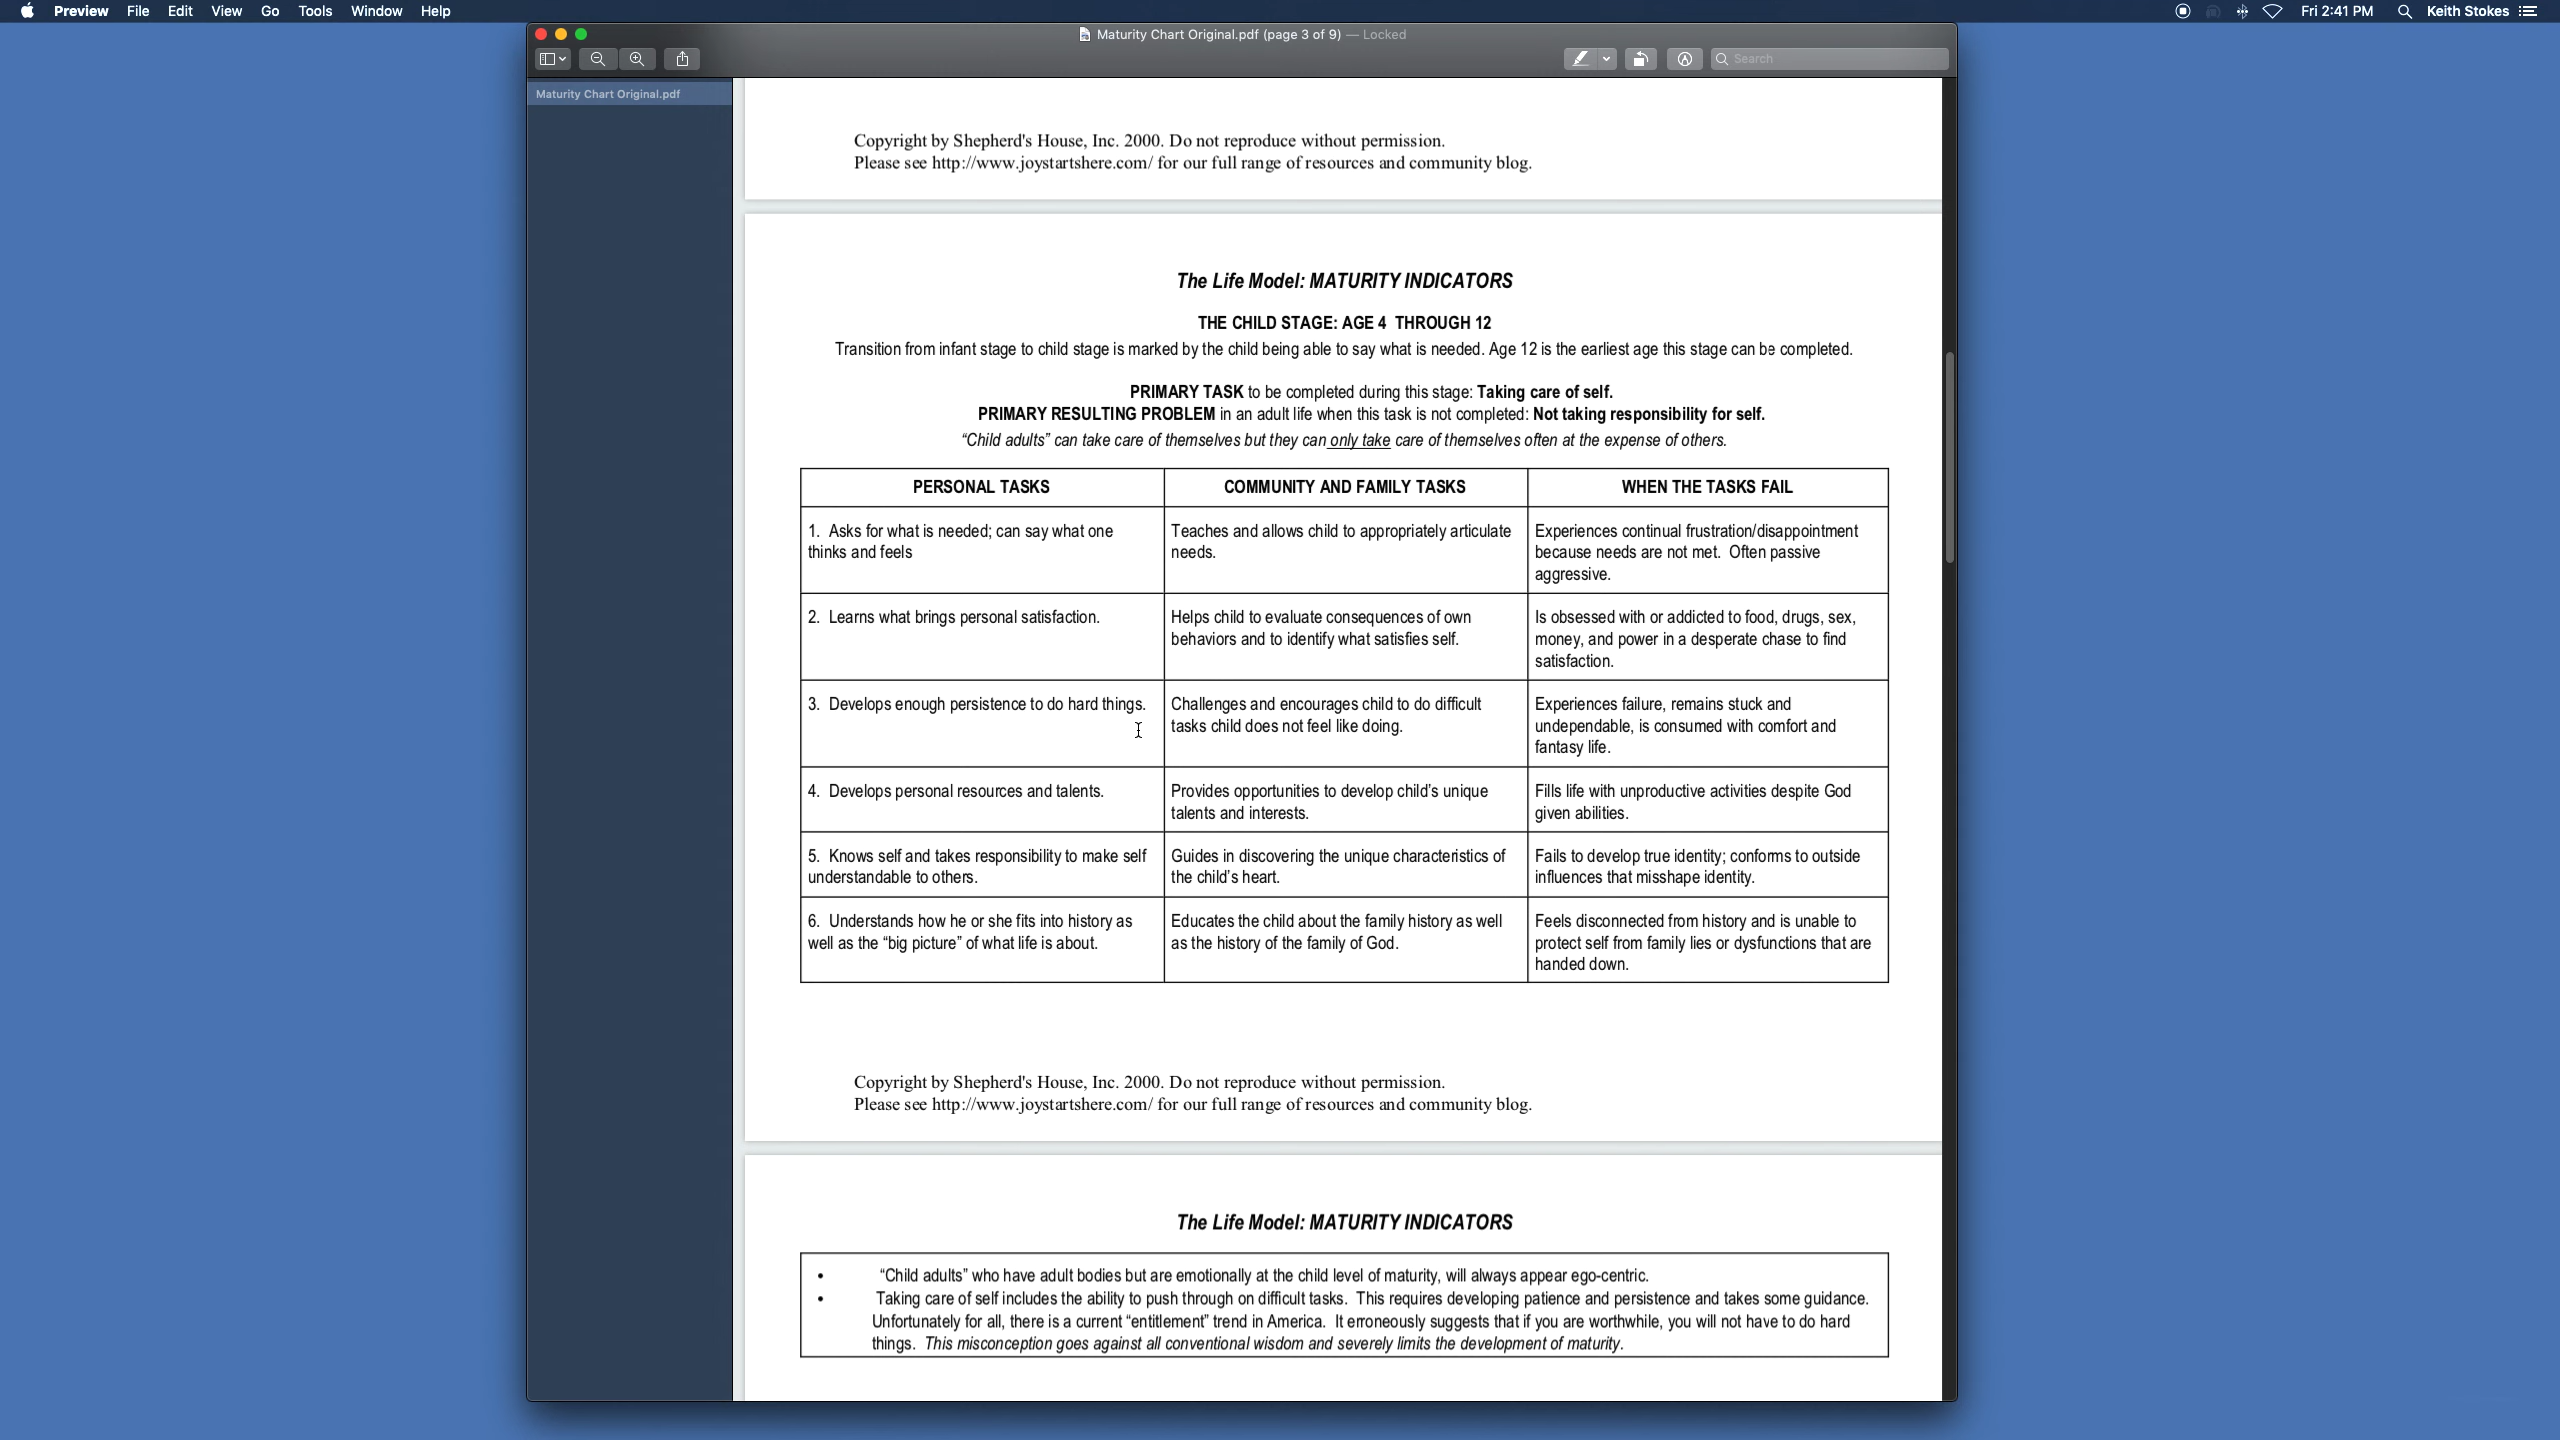 Preview File Edit View Go Tools Window Help
Fri 2:41 PM Keith Stokes
Maturity Chart Original.pdf (page 3 of 9) — Locked
Search
Maturity Chart Original.pdf
Copyright by Shepherd's House, Inc. 2000. Do not reproduce without permission.
Please see http://www.joystartshere.com/ for our full range of resources and community blog.
The Life Model: MATURITY INDICATORS
THE CHILD STAGE: AGE 4 THROUGH 12
Transition from infant stage to child stage is marked by the child being able to say what is needed. Age 12 is the earliest age this stage can be completed.
PRIMARY TASK to be completed during this stage: Taking care of self.
PRIMARY RESULTING PROBLEM in an adult life when this task is not completed: Not taking responsibility for self.
“Child adults” can take care of themselves but they can only take care of themselves often at the expense of others.
PERSONAL TASKS
COMMUNITY AND FAMILY TASKS
WHEN THE TASKS FAIL
1. Asks for what is needed; can say what one
thinks and feels
Teaches and allows child to appropriately articulate
needs.
Experiences continual frustration/disappointment
because needs are not met. Often passive
aggressive.
2. Learns what brings personal satisfaction.
Helps child to evaluate consequences of own
behaviors and to identify what satisfies self.
Is obsessed with or addicted to food, drugs, sex,
money, and power in a desperate chase to find
satisfaction.
3. Develops enough persistence to do hard things.
Challenges and encourages child to do difficult
tasks child does not feel like doing.
Experiences failure, remains stuck and
undependable, is consumed with comfort and
fantasy life.
4. Develops personal resources and talents.
Provides opportunities to develop child’s unique
talents and interests.
Fills life with unproductive activities despite God
given abilities.
5. Knows self and takes responsibility to make self
understandable to others.
Guides in discovering the unique characteristics of
the child’s heart.
Fails to develop true identity; conforms to outside
influences that misshape identity.
6. Understands how he or she fits into history as
well as the “big picture” of what life is about.
Educates the child about the family history as well
as the history of the family of God.
Feels disconnected from history and is unable to
protect self from family lies or dysfunctions that are
handed down.
Copyright by Shepherd's House, Inc. 2000. Do not reproduce without permission.
Please see http://www.joystartshere.com/ for our full range of resources and community blog.
The Life Model: MATURITY INDICATORS
• “Child adults” who have adult bodies but are emotionally at the child level of maturity, will always appear ego-centric.
• Taking care of self includes the ability to push through on difficult tasks. This requires developing patience and persistence and takes some guidance.
Unfortunately for all, there is a current “entitlement” trend in America. It erroneously suggests that if you are worthwhile, you will not have to do hard
things. This misconception goes against all conventional wisdom and severely limits the development of maturity.